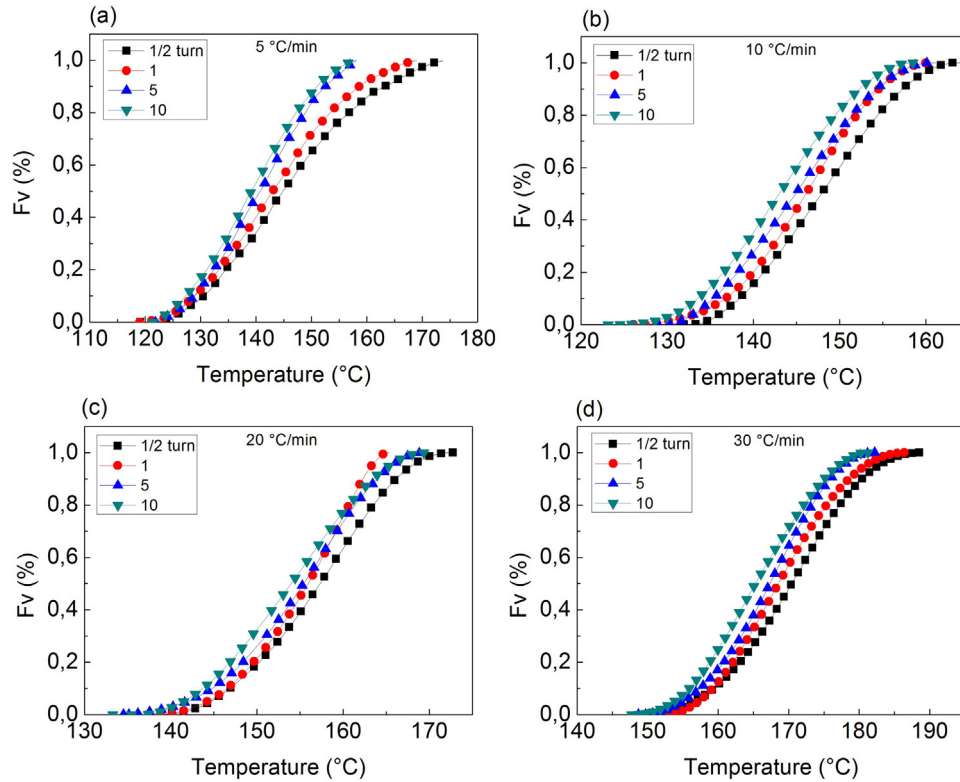 (a)
5 °C/min
1/2 turn
1
5
10
Fv (%)
1,0
0,8
0,6
0,4
0,2
0,0
110 120 130 140 150 160 170 180
Temperature (°C)
(b)
10 °C/min
1/2 turn
1
5
10
Fv (%)
1,0
0,8
0,6
0,4
0,2
0,0
120 130 140 150 160
Temperature (°C)
(c)
20 °C/min
1/2 turn
1
5
10
Fv (%)
1,0
0,8
0,6
0,4
0,2
0,0
130 140 150 160 170
Temperature (°C)
(d)
30 °C/min
1/2 turn
1
5
10
Fv (%)
1,0
0,8
0,6
0,4
0,2
0,0
140 150 160 170 180 190
Temperature (°C)